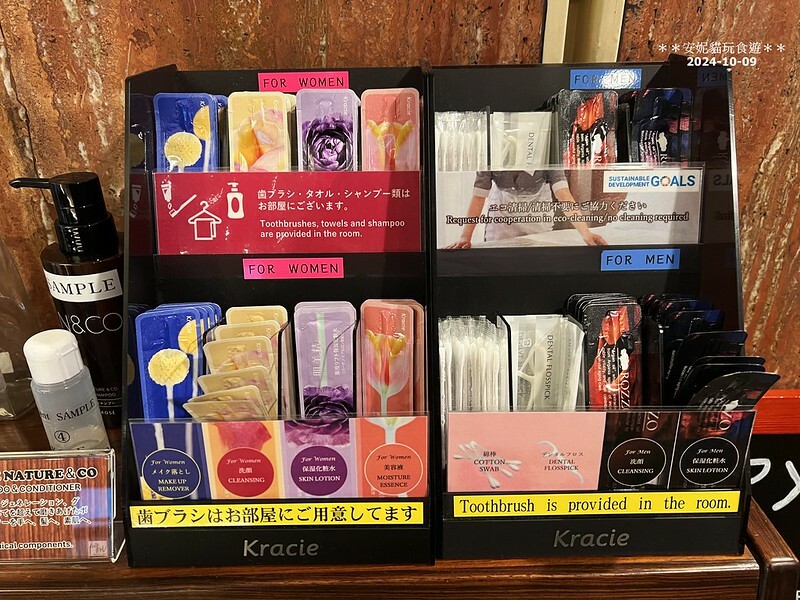 **安妮貓玩食遊**
2024-10-09
FOR WOMEN
FOR MEN
DENTAL
歯ブラシ・タオル・シャンプー類は
お部屋にございます。
Toothbrushes, towels and shampoo
are provided in the room.
SUSTAINABLE
DEVELOPMENT GOALS
エコ清掃/清掃不要にご協力ください
Request for cooperation in eco-cleaning/no cleaning required
FOR WOMEN
FOR MEN
SAMPLE
N&CO
SAMPLE
④
DENTAL
FLOSSPICK
For Women
メイク落とし
MAKE UP
REMOVER
For Women
洗顔
CLEANSING
For Women
保湿化粧水
SKIN LOTION
For Women
美容液
MOISTURE
ESSENCE
綿棒
COTTON
SWAB
デンタルフロス
DENTAL
FLOSSPICK
For Men
洗顔
CLEANSING
For Men
保湿化粧水
SKIN LOTION
歯ブラシはお部屋にご用意してます
Toothbrush is provided in the room.
Kracie
Kracie
NATURE & CO
&CONDITIONER
components.